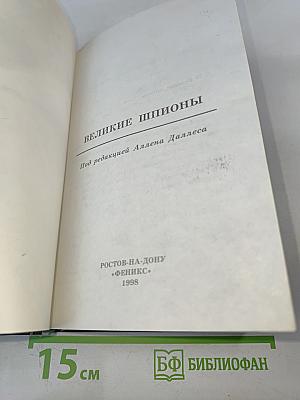 ВЕЛИКИЕ ШПИОНЫ
Под редакцией Аллена Даллеса
РОСТОВ-НА-ДОНУ
«ФЕНИКС»
1998
15 см
БФ БИБЛИОФАН